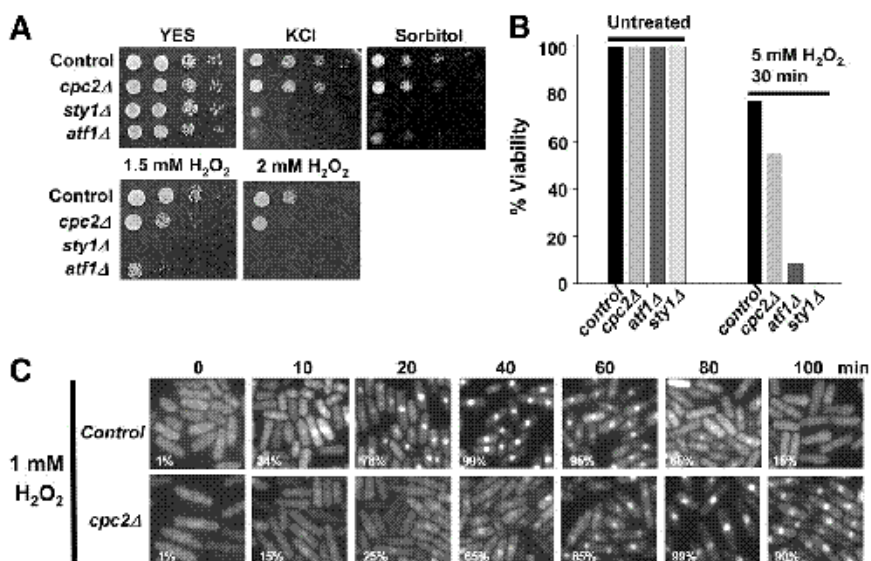 A
YES KCl Sorbitol
Control
cpc2Δ
sty1Δ
atf1Δ
1.5 mM H₂O₂ 2 mM H₂O₂
Control
cpc2Δ
sty1Δ
atf1Δ
B
Untreated
5 mM H₂O₂
30 min
% Viability
100
80
60
40
20
0
control cpc2Δ atf1Δ sty1Δ control cpc2Δ atf1Δ sty1Δ
C
0 10 20 40 60 80 100 min
1 mM
H₂O₂
Control
1% 34% 78% 99% 95% 15%
cpc2Δ
1% 15% 25% 65% 85% 99% 90%